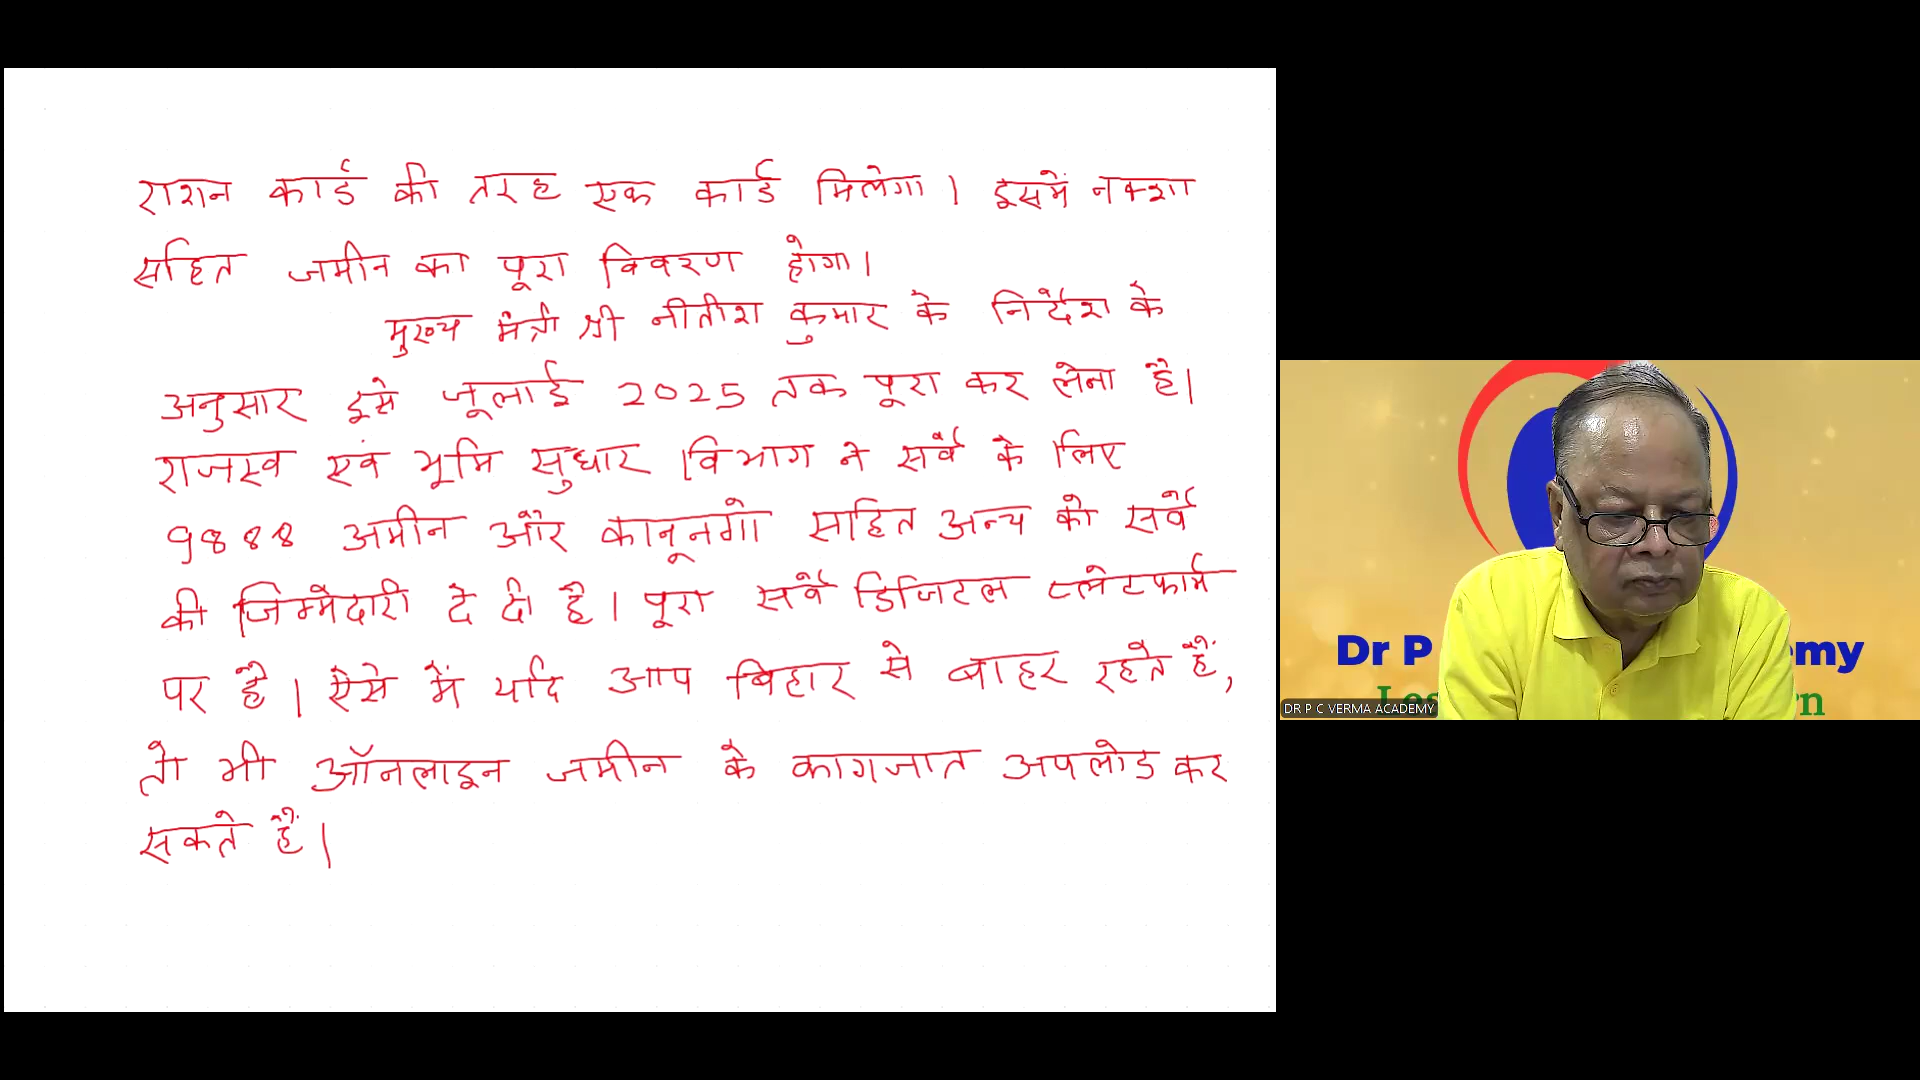 राशन कार्ड की तरह एक कार्ड मिलेगा। इसमें नक्शा
सहित जमीन का पूरा विवरण होगा।
मुख्य मंत्री श्री नीतीश कुमार के निर्देश के
अनुसार इसे जूलाई 2025 तक पूरा कर लेना है।
राजस्व एवं भूमि सुधार विभाग ने सर्वे के लिए
9888 अमीन और कानूनगो सहित अन्य को सर्वे
की जिम्मेदारी दे दी है। पूरा सर्वे डिजिटल प्लेटफार्म
पर है। ऐसे में यदि आप बिहार से बाहर रहते हैं,
तो भी ऑनलाइन जमीन के कागजात अपलोड कर
सकते हैं।
Dr P my
DR P C VERMA ACADEMY